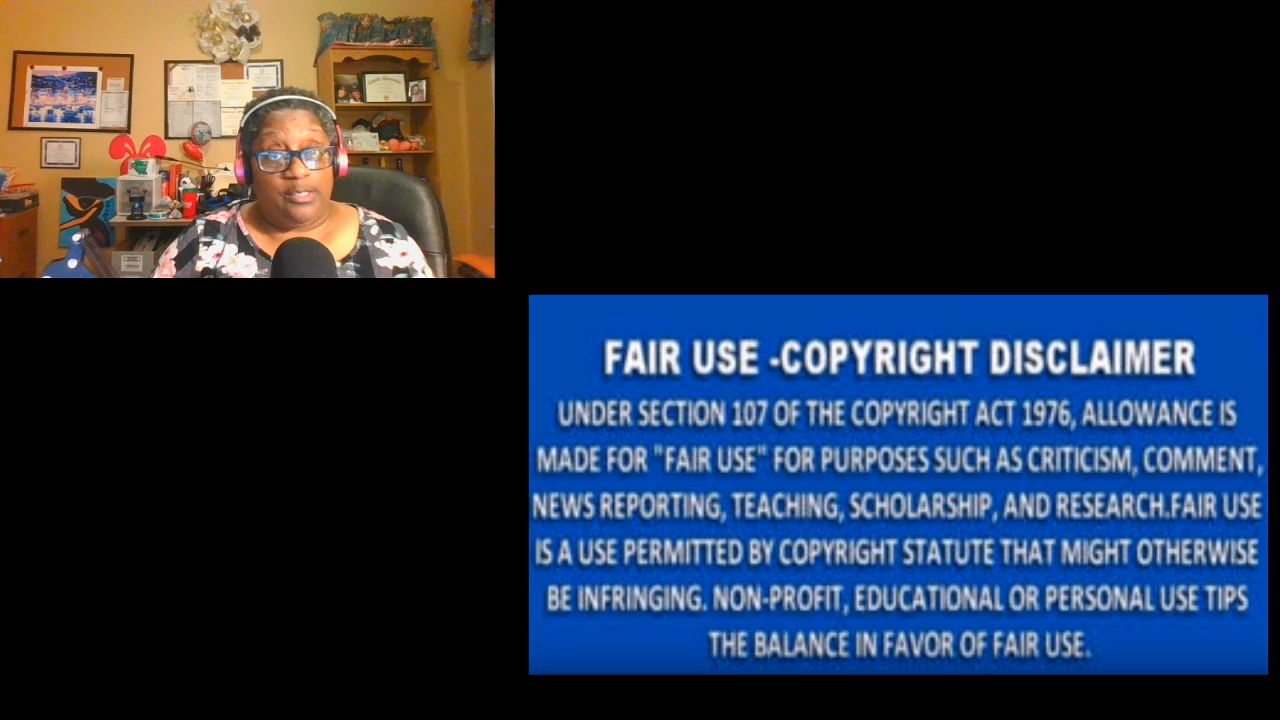 FAIR USE -COPYRIGHT DISCLAIMER
UNDER SECTION 107 OF THE COPYRIGHT ACT 1976, ALLOWANCE IS
MADE FOR "FAIR USE" FOR PURPOSES SUCH AS CRITICISM, COMMENT,
NEWS REPORTING, TEACHING, SCHOLARSHIP, AND RESEARCH.FAIR USE
IS A USE PERMITTED BY COPYRIGHT STATUTE THAT MIGHT OTHERWISE
BE INFRINGING. NON-PROFIT, EDUCATIONAL OR PERSONAL USE TIPS
THE BALANCE IN FAVOR OF FAIR USE.